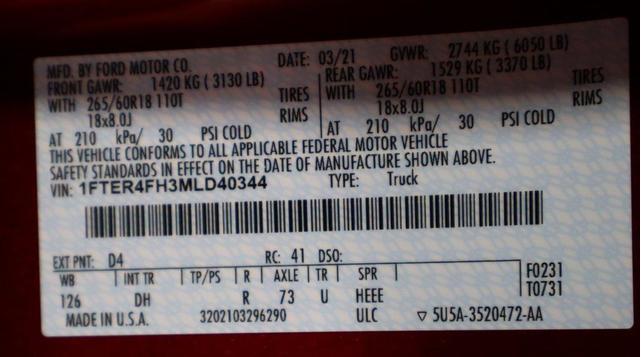 MFD. BY FORD MOTOR CO. DATE: 03/21 GVWR: 2744 KG (6050 LB)
FRONT GAWR: 1420 KG (3130 LB) REAR GAWR: 1529 KG (3370 LB)
WITH 265/60R18 110T TIRES WITH 265/60R18 110T TIRES
18x8.0J RIMS 18x8.0J RIMS
AT 210 kPa/ 30 PSI COLD AT 210 kPa/ 30 PSI COLD
THIS VEHICLE CONFORMS TO ALL APPLICABLE FEDERAL MOTOR VEHICLE
SAFETY STANDARDS IN EFFECT ON THE DATE OF MANUFACTURE SHOWN ABOVE.
VIN: 1FTER4FH3MLD40344 TYPE: Truck
EXT PNT: D4 RC: 41 DSO:
WB INT TR TP/PS R AXLE TR SPR F0231
126 DH R 73 U HEEE T0731
MADE IN U.S.A. 3202103296290 ULC ▽ 5U5A-3520472-AA